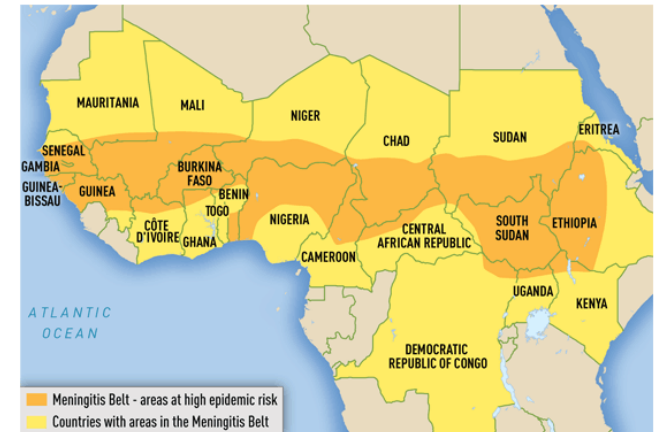 MAURITANIA
MALI
NIGER
CHAD
SUDAN
ERITREA
SENEGAL
GAMBIA
GUINEA-
BISSAU
GUINEA
BURKINA
FASO
BENIN
TOGO
CÔTE
D'IVOIRE
GHANA
NIGERIA
CAMEROON
CENTRAL
AFRICAN REPUBLIC
SOUTH
SUDAN
ETHIOPIA
UGANDA
KENYA
DEMOCRATIC
REPUBLIC OF CONGO
ATLANTIC
OCEAN
Meningitis Belt - areas at high epidemic risk
Countries with areas in the Meningitis Belt